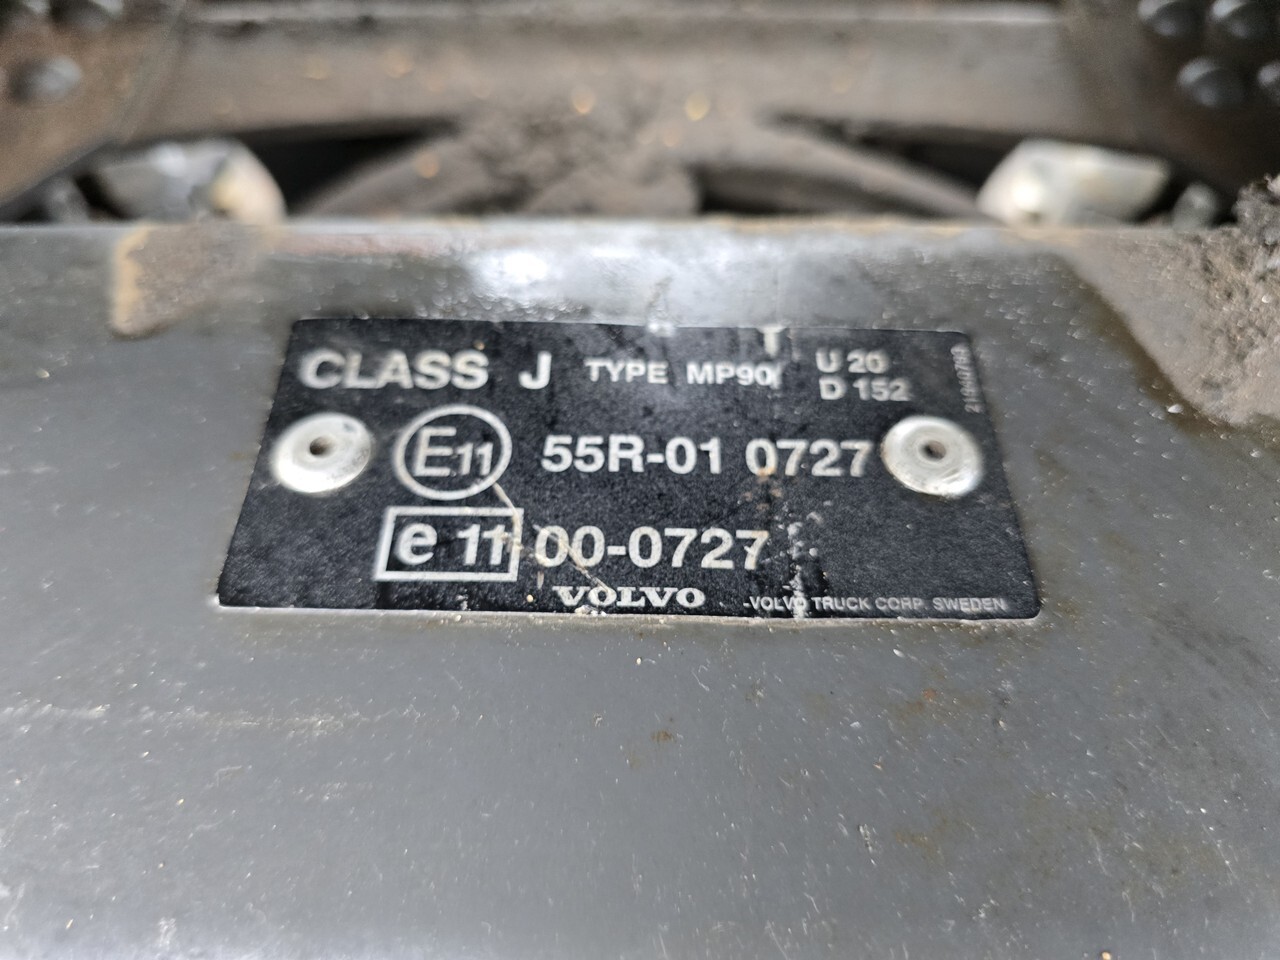 CLASS J TYPE MP90 U 20
D 152
E11 55R-01 0727
e 11 00-0727
VOLVO
VOLVO TRUCK CORP. SWEDEN